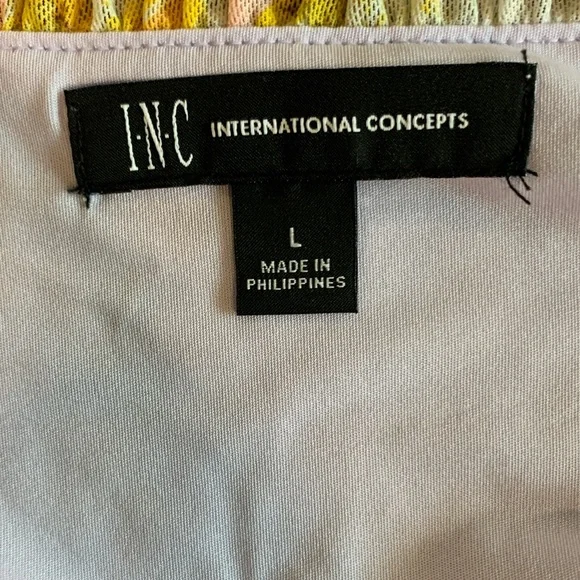 I·N·C INTERNATIONAL CONCEPTS
L
MADE IN
PHILIPPINES